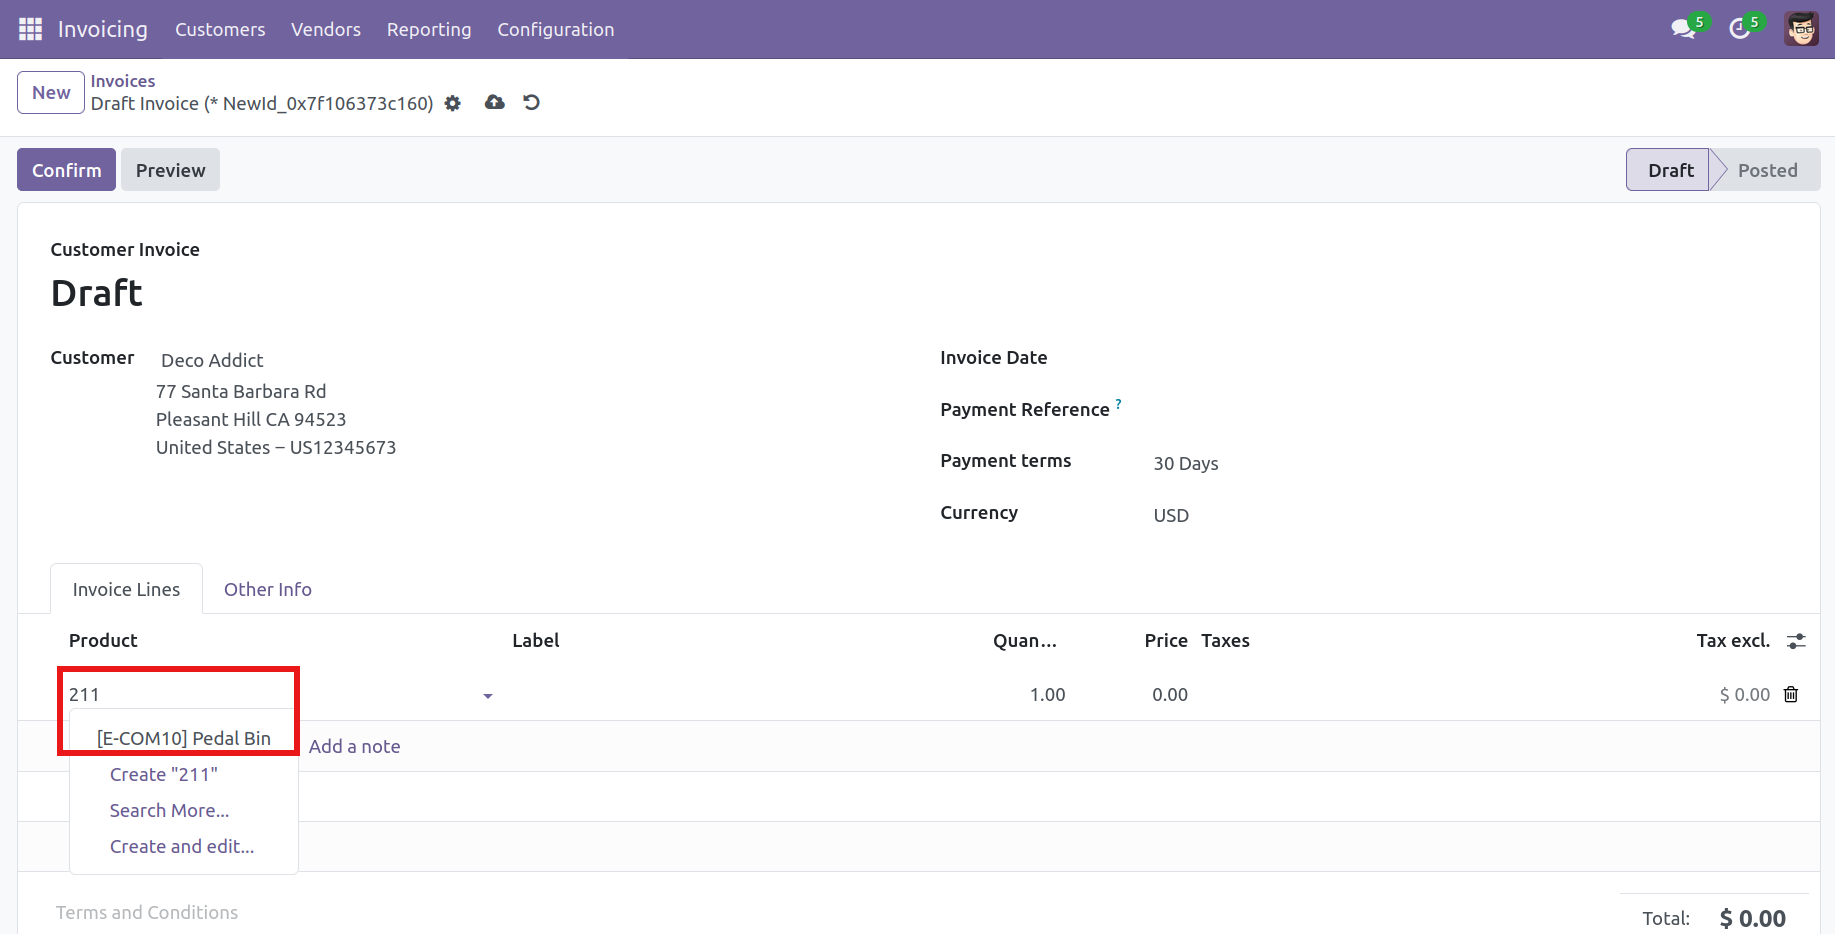 Invoicing Customers Vendors Reporting Configuration 5 5
New
Invoices
Draft Invoice (* NewId_0x7f106373c160)
Confirm Preview Draft Posted
Customer Invoice
Draft
Customer Deco Addict
77 Santa Barbara Rd
Pleasant Hill CA 94523
United States – US12345673
Invoice Date
Payment Reference ?
Payment terms 30 Days
Currency USD
Invoice Lines Other Info
Product Label Quan... Price Taxes Tax excl.
211 1.00 0.00 $ 0.00
[E-COM10] Pedal Bin
Add a note
Create "211"
Search More...
Create and edit...
Terms and Conditions
Total: $ 0.00